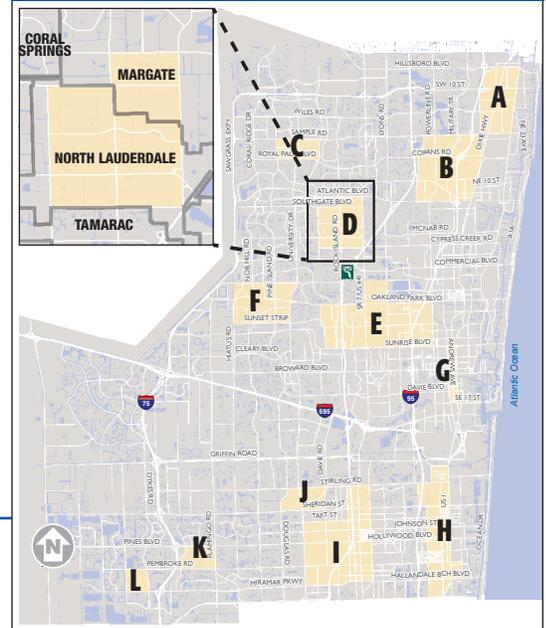 CORAL
SPRINGS
MARGATE
NORTH LAUDERDALE
TAMARAC
HILLSBORO BLVD
SW 10 ST
A
POWERLINE RD
MILITARY TR
DIXIE HWY
LYONS RD
WILES RD
SAMPLE RD
C
CORAL RIDGE DR
SAWGRASS EXPY
COPANS RD
B
NE 10 ST
ATLANTIC BLVD
SOUTHGATE BLVD
D
ROCK ISLAND RD
UNIVERSITY DR
MCNAB RD
CYPRESS CREEK RD
A1A
COMMERCIAL BLVD
NOB HILL RD
PINE ISLAND RD
F
SUNSET STRIP
OAKLAND PARK BLVD
E
SUNRISE BLVD
HIATUS RD
CLEARY BLVD
BROWARD BLVD
G
ANDREWS AVE
DAVIE BLVD
SE 17 ST
Atlantic Ocean
75
595
95
GRIFFIN ROAD
DAVIE RD
DYKES RD
J
STIRLING RD
SHERIDAN ST
TAFT ST
US 1
JOHNSON ST
H
HOLLYWOOD BLVD
OCEAN DR
N
PINES BLVD
K
FLAMINGO RD
DOUGLAS RD
I
PEMBROKE RD
L
MIRAMAR PKWY
HALLANDALE BCH BLVD